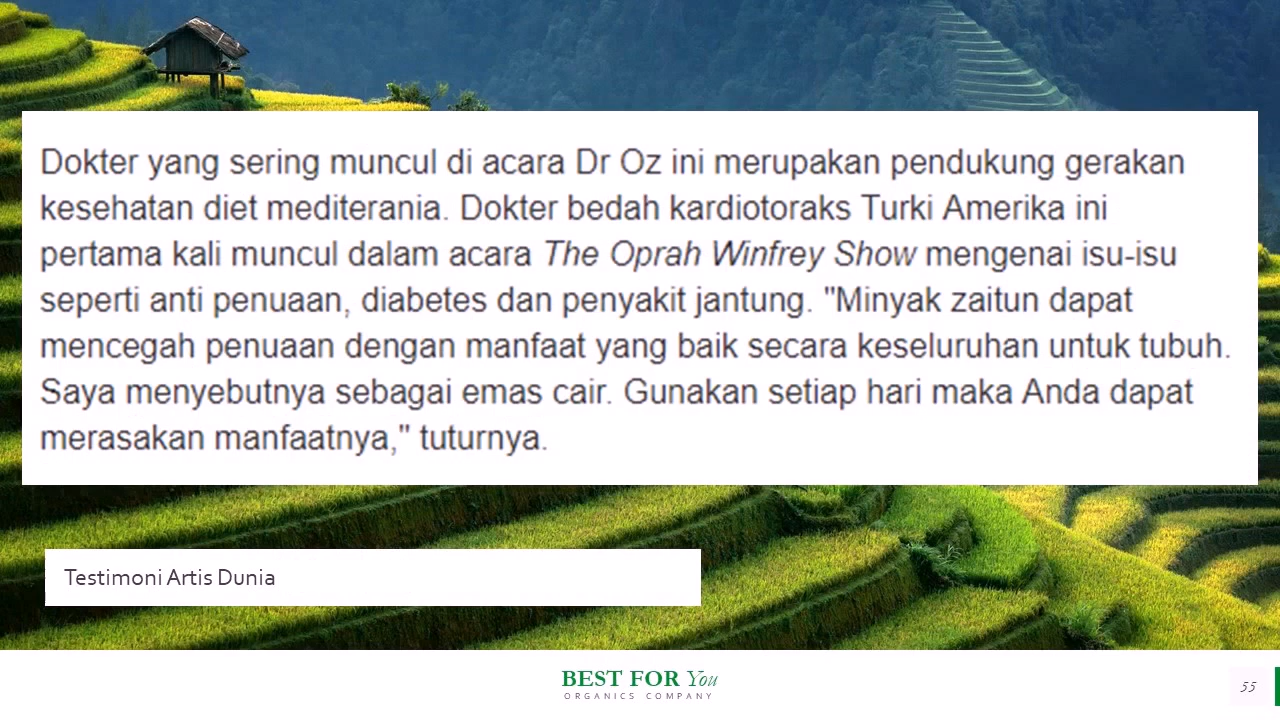 Dokter yang sering muncul di acara Dr Oz ini merupakan pendukung gerakan
kesehatan diet mediterania. Dokter bedah kardiotoraks Turki Amerika ini
pertama kali muncul dalam acara The Oprah Winfrey Show mengenai isu-isu
seperti anti penuaan, diabetes dan penyakit jantung. "Minyak zaitun dapat
mencegah penuaan dengan manfaat yang baik secara keseluruhan untuk tubuh.
Saya menyebutnya sebagai emas cair. Gunakan setiap hari maka Anda dapat
merasakan manfaatnya," tuturnya.
Testimoni Artis Dunia
BEST FOR You
ORGANICS COMPANY
55